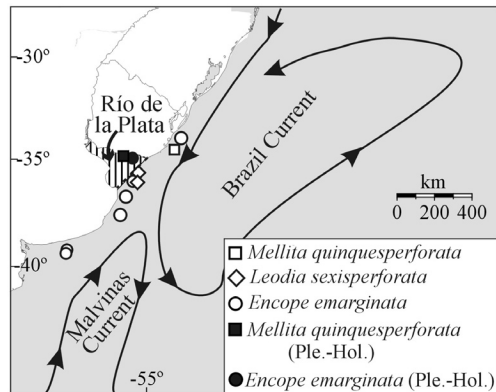 -30º
Río de
la Plata
-35º
Brazil Current
km
0 200 400
-40º
Malvinas
Current
-55º
Mellita quinquesperforata
Leodia sexisperforata
Encope emarginata
Mellita quinquesperforata
(Ple.-Hol.)
Encope emarginata (Ple.-Hol.)